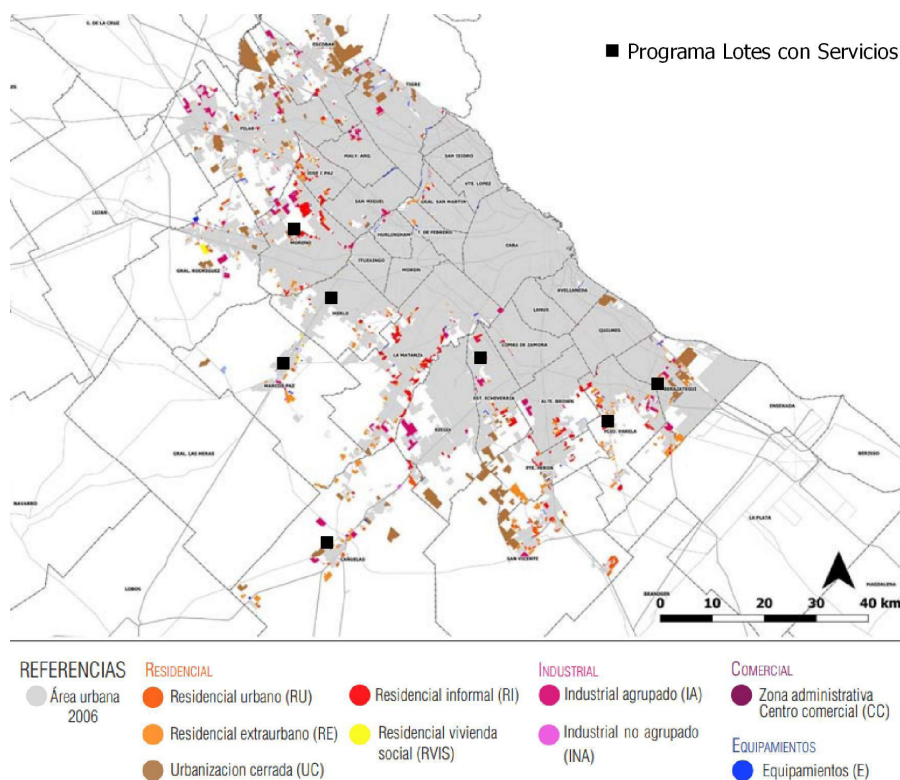 Programa Lotes con Servicios
G. DE LA CRUZ
ESCOBAR
TIGRE
PILAR
MALV. ARG.
SAN ISIDRO
JOSE C PAZ
VTE. LOPEZ
LUJAN
SAN MIGUEL
GRAL. SAN MARTIN
HURLINGHAM
T. DE FEBRERO
MORENO
CABA
ITUZAINGO
GRAL. RODRIGUEZ
MORON
AVELLANEDA
MERLO
LANUS
QUILMES
LOMAS DE ZAMORA
LA MATANZA
MARCOS PAZ
BERAZATEGUI
EST. ECHEVERRIA
ALTE. BROWN
ENSENADA
EZEIZA
FLIO. VARELA
GRAL. LAS HERAS
BERISSO
PTE. PERON
NAVARRO
LA PLATA
CAÑUELAS
SAN VICENTE
LOBOS
BRANDSEN
MAGDALENA
0 10 20 30 40 km
REFERENCIAS
Área urbana
2006
RESIDENCIAL
Residencial urbano (RU)
Residencial extraurbano (RE)
Urbanizacion cerrada (UC)
Residencial informal (RI)
Residencial vivienda
social (RVIS)
INDUSTRIAL
Industrial agrupado (IA)
Industrial no agrupado
(INA)
COMERCIAL
Zona administrativa
Centro comercial (CC)
EQUIPAMIENTOS
Equipamientos (E)